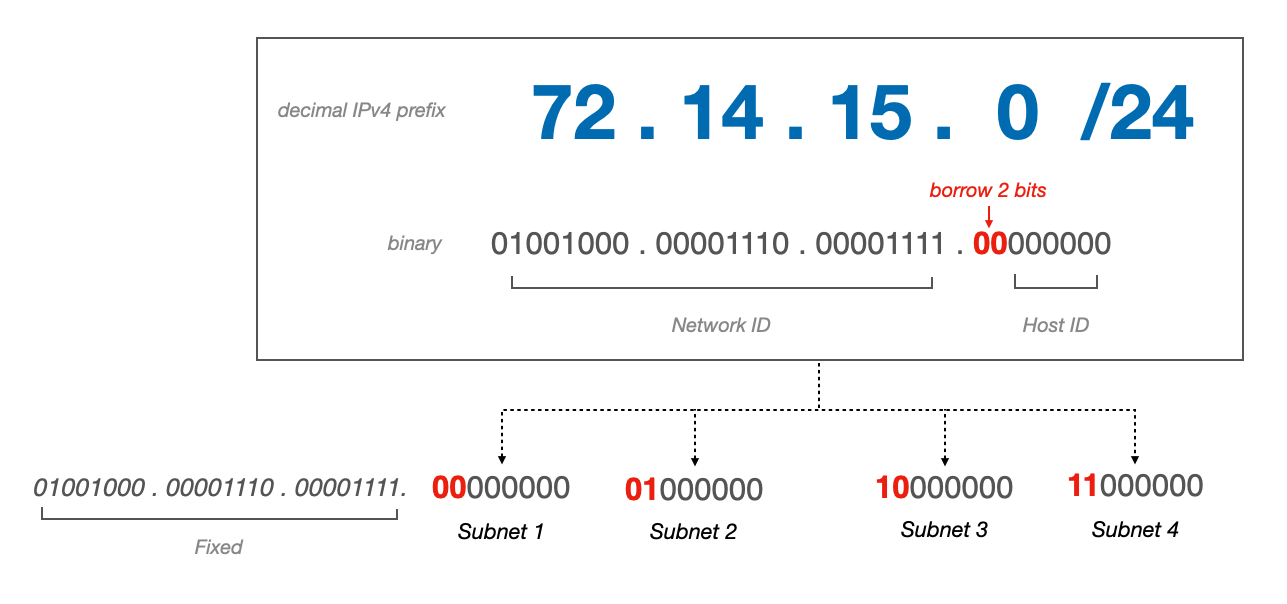 decimal IPv4 prefix 72 . 14 . 15 . 0 /24
borrow 2 bits
binary 01001000 . 00001110 . 00001111 . 00000000
Network ID Host ID
01001000 . 00001110 . 00001111. 00000000 01000000 10000000 11000000
Subnet 1 Subnet 2 Subnet 3 Subnet 4
Fixed